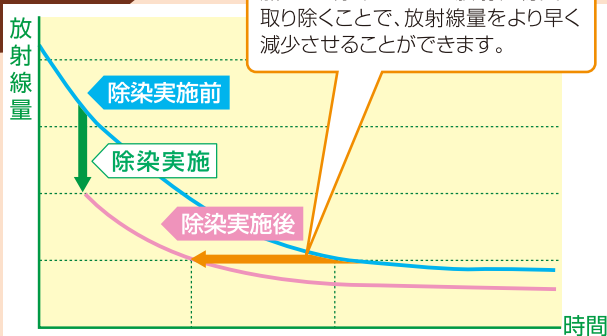 取り除くことで、放射線量をより早く
減少させることができます。
放射線量
除染実施前
除染実施
除染実施後
時間